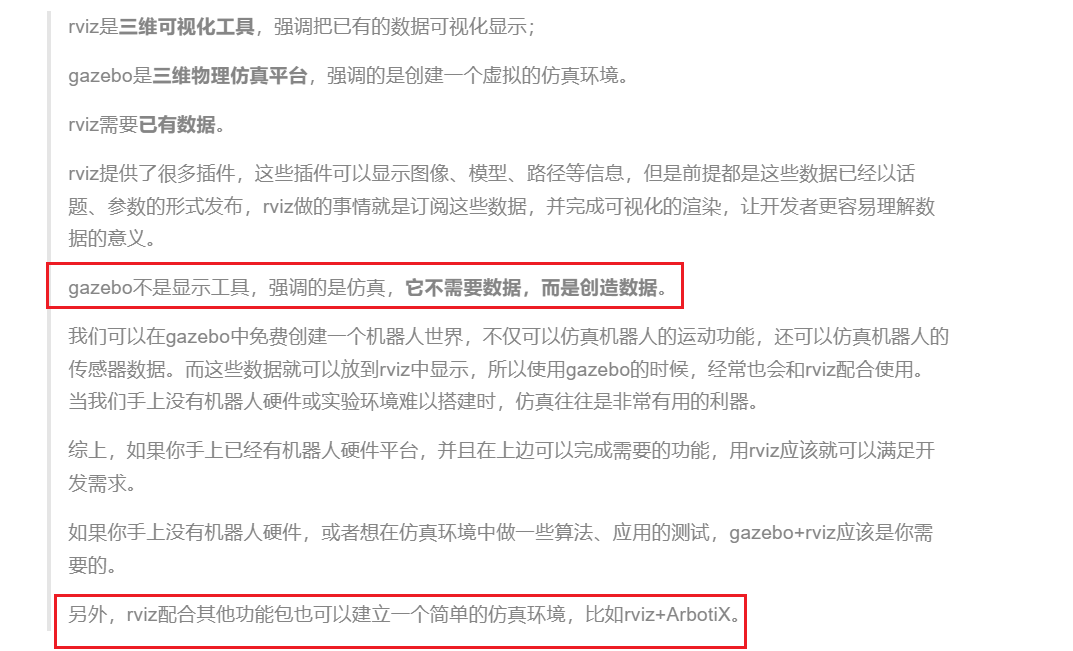 rviz是三维可视化工具，强调把已有的数据可视化显示；
gazebo是三维物理仿真平台，强调的是创建一个虚拟的仿真环境。
rviz需要已有数据。
rviz提供了很多插件，这些插件可以显示图像、模型、路径等信息，但是前提都是这些数据已经以话
题、参数的形式发布，rviz做的事情就是订阅这些数据，并完成可视化的渲染，让开发者更容易理解数
据的意义。
gazebo不是显示工具，强调的是仿真，它不需要数据，而是创造数据。
我们可以在gazebo中免费创建一个机器人世界，不仅可以仿真机器人的运动功能，还可以仿真机器人的
传感器数据。而这些数据就可以放到rviz中显示，所以使用gazebo的时候，经常也会和rviz配合使用。
当我们手上没有机器人硬件或实验环境难以搭建时，仿真往往是非常有用的利器。
综上，如果你手上已经有机器人硬件平台，并且在上边可以完成需要的功能，用rviz应该就可以满足开
发需求。
如果你手上没有机器人硬件，或者想在仿真环境中做一些算法、应用的测试，gazebo+rviz应该是你需
要的。
另外，rviz配合其他功能包也可以建立一个简单的仿真环境，比如rviz+ArbotiX。